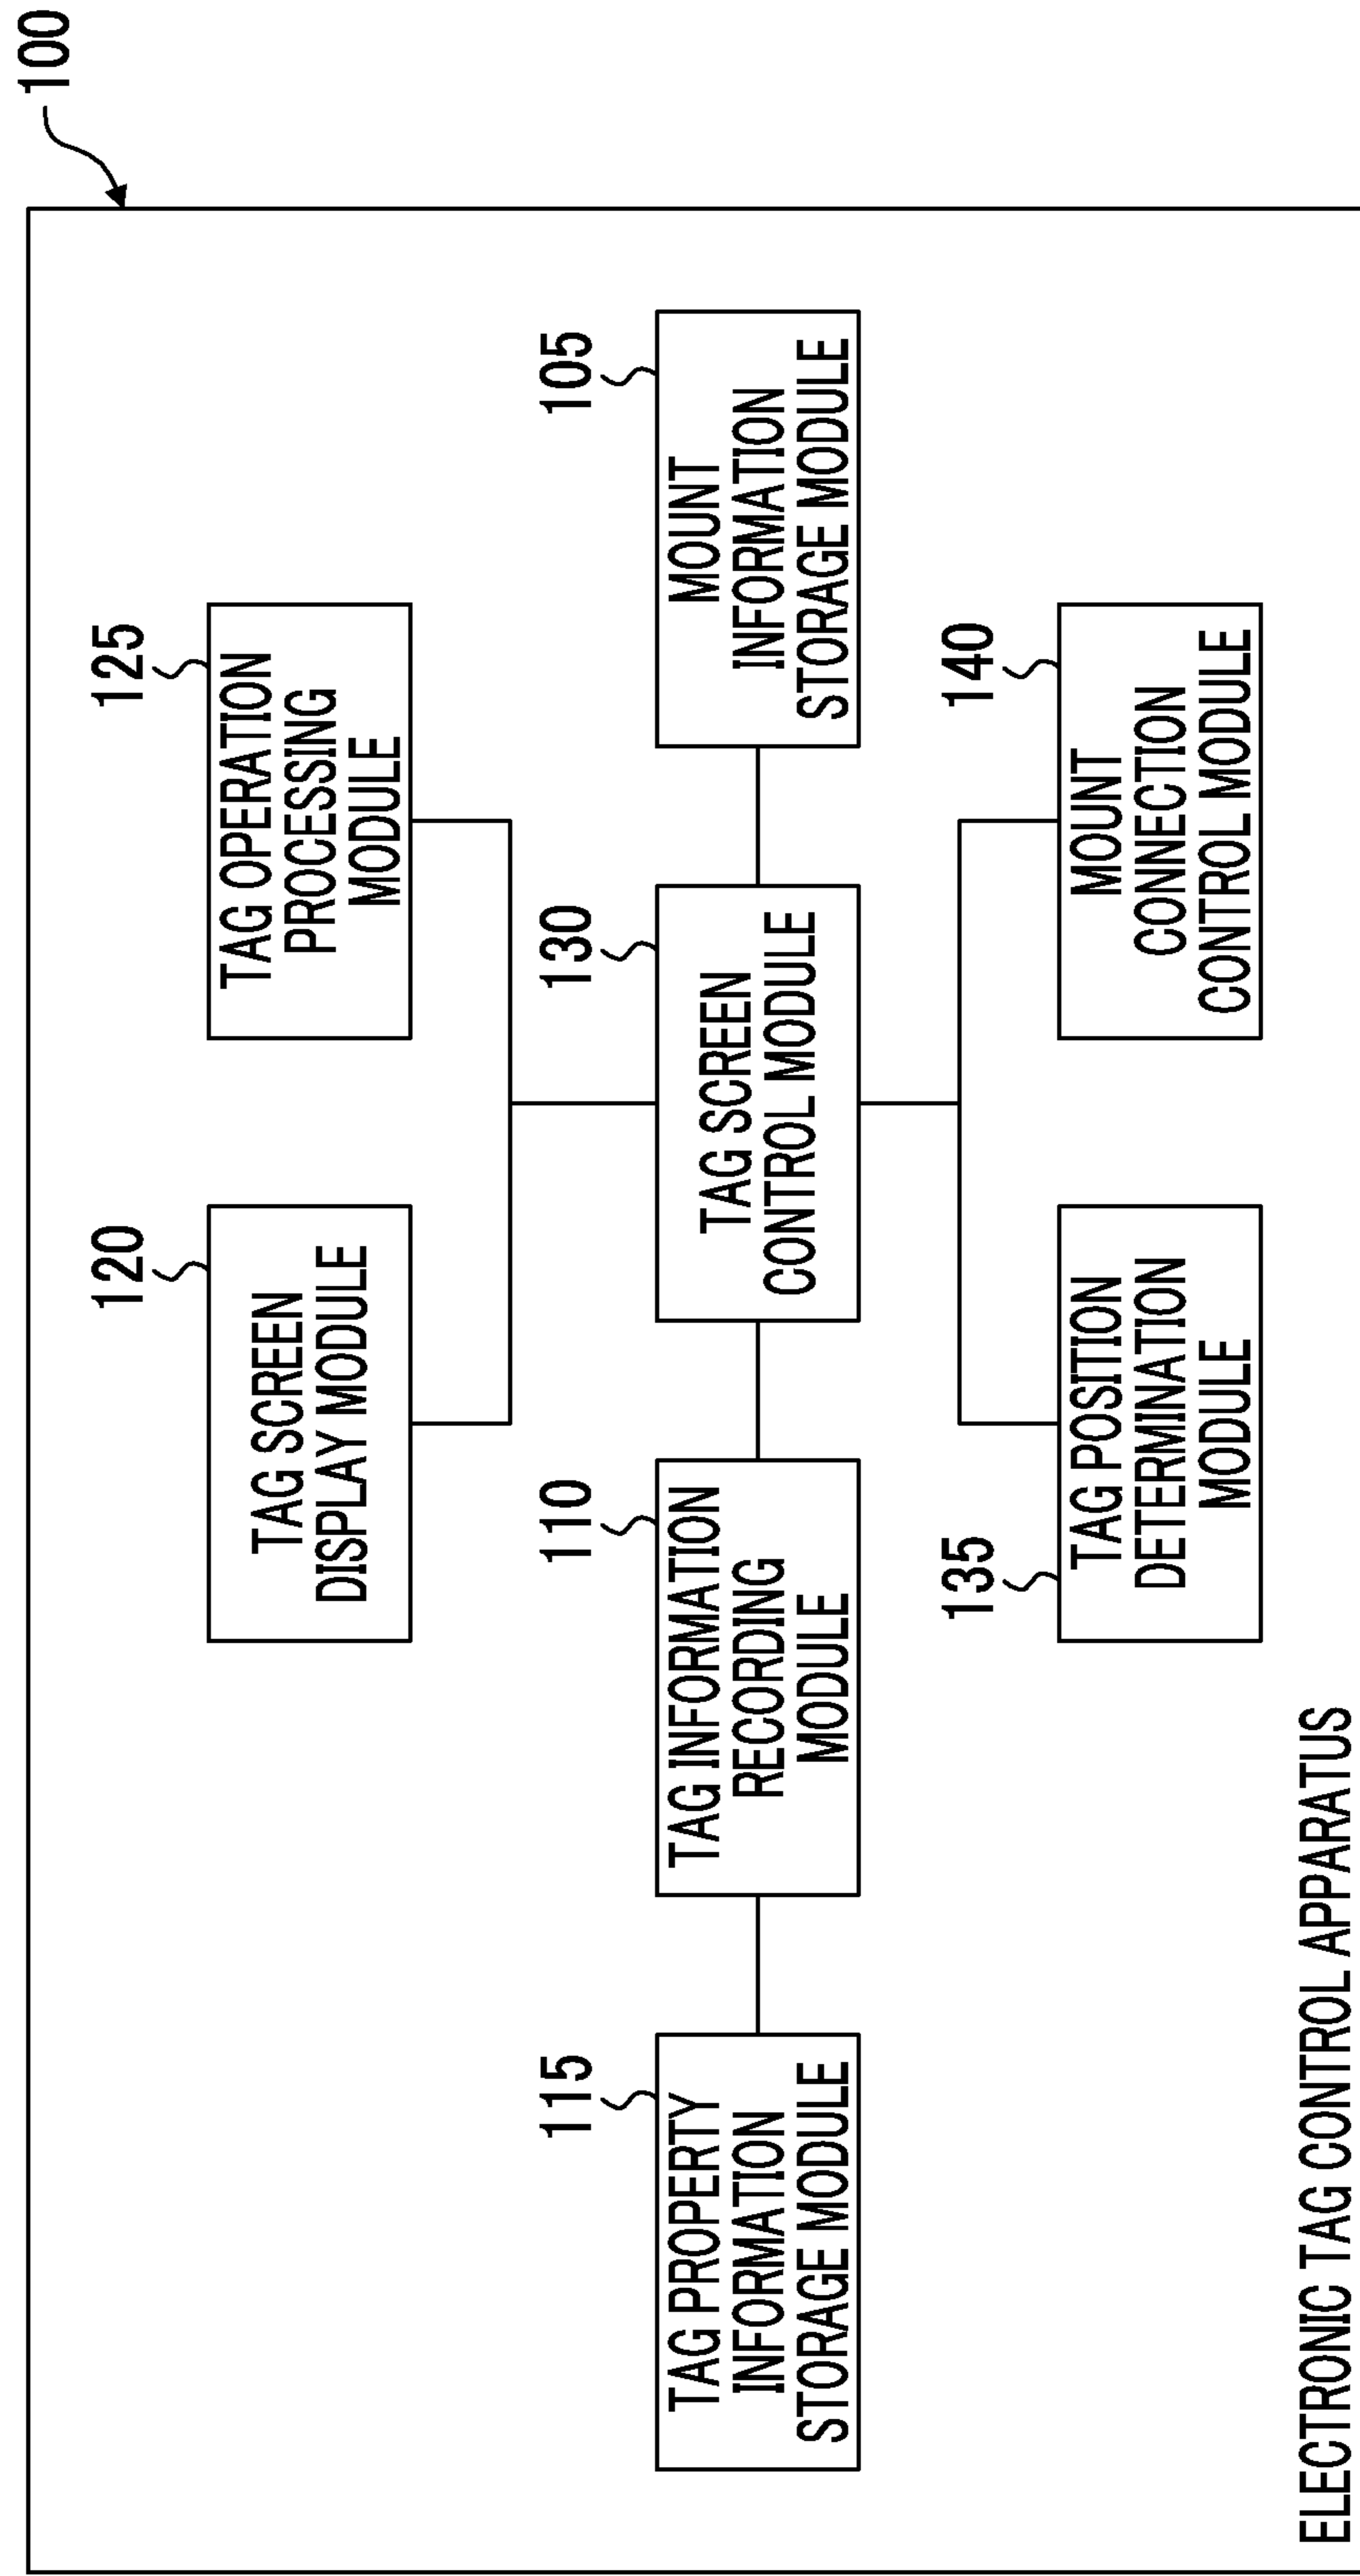 100
120
TAG SCREEN
DISPLAY MODULE
125
TAG OPERATION
PROCESSING
MODULE
115
TAG PROPERTY
INFORMATION
STORAGE MODULE
110
TAG INFORMATION
RECORDING
MODULE
130
TAG SCREEN
CONTROL MODULE
105
MOUNT
INFORMATION
STORAGE MODULE
135
TAG POSITION
DETERMINATION
MODULE
140
MOUNT
CONNECTION
CONTROL MODULE
ELECTRONIC TAG CONTROL APPARATUS